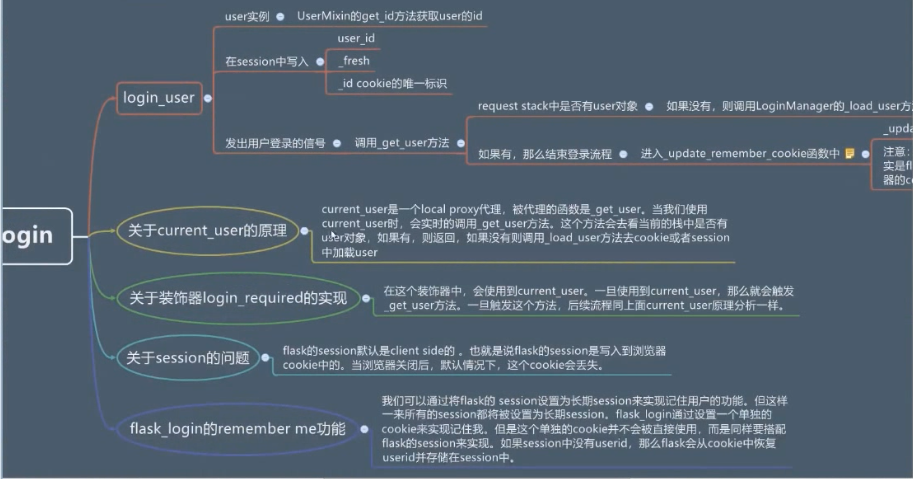 ogin
login_user
user实例
UserMixin的get_id方法获取user的id
在session中写入
user_id
_fresh
_id cookie的唯一标识
发出用户登录的信号
调用_get_user方法
request stack中是否有user对象
如果没有，则调用LoginManager的_load_user方
如果有，那么结束登录流程
进入_update_remember_cookie函数中
_upda
注意：
实是fl
器的co
关于current_user的原理
current_user是一个local proxy代理，被代理的函数是_get_user。当我们使用
current_user时，会实时的调用_get_user方法。这个方法会去看当前的栈中是否有
user对象，如果有，则返回，如果没有则调用_load_user方法去cookie或者session
中加载user
关于装饰器login_required的实现
在这个装饰器中，会使用到current_user。一旦使用到current_user，那么就会触发
_get_user方法。一旦触发这个方法，后续流程同上面current_user原理分析一样。
关于session的问题
flask的session默认是client side的 。也就是说flask的session是写入到浏览器
cookie中的。当浏览器关闭后，默认情况下，这个cookie会丢失。
flask_login的remember me功能
我们可以通过将flask的 session设置为长期session来实现记住用户的功能。但这样
一来所有的session都将被设置为长期session。flask_login通过设置一个单独的
cookie来实现记住我。但是这个单独的cookie并不会被直接使用，而是同样要搭配
flask的session来实现。如果session中没有userid，那么flask会从cookie中恢复
userid并存储在session中。